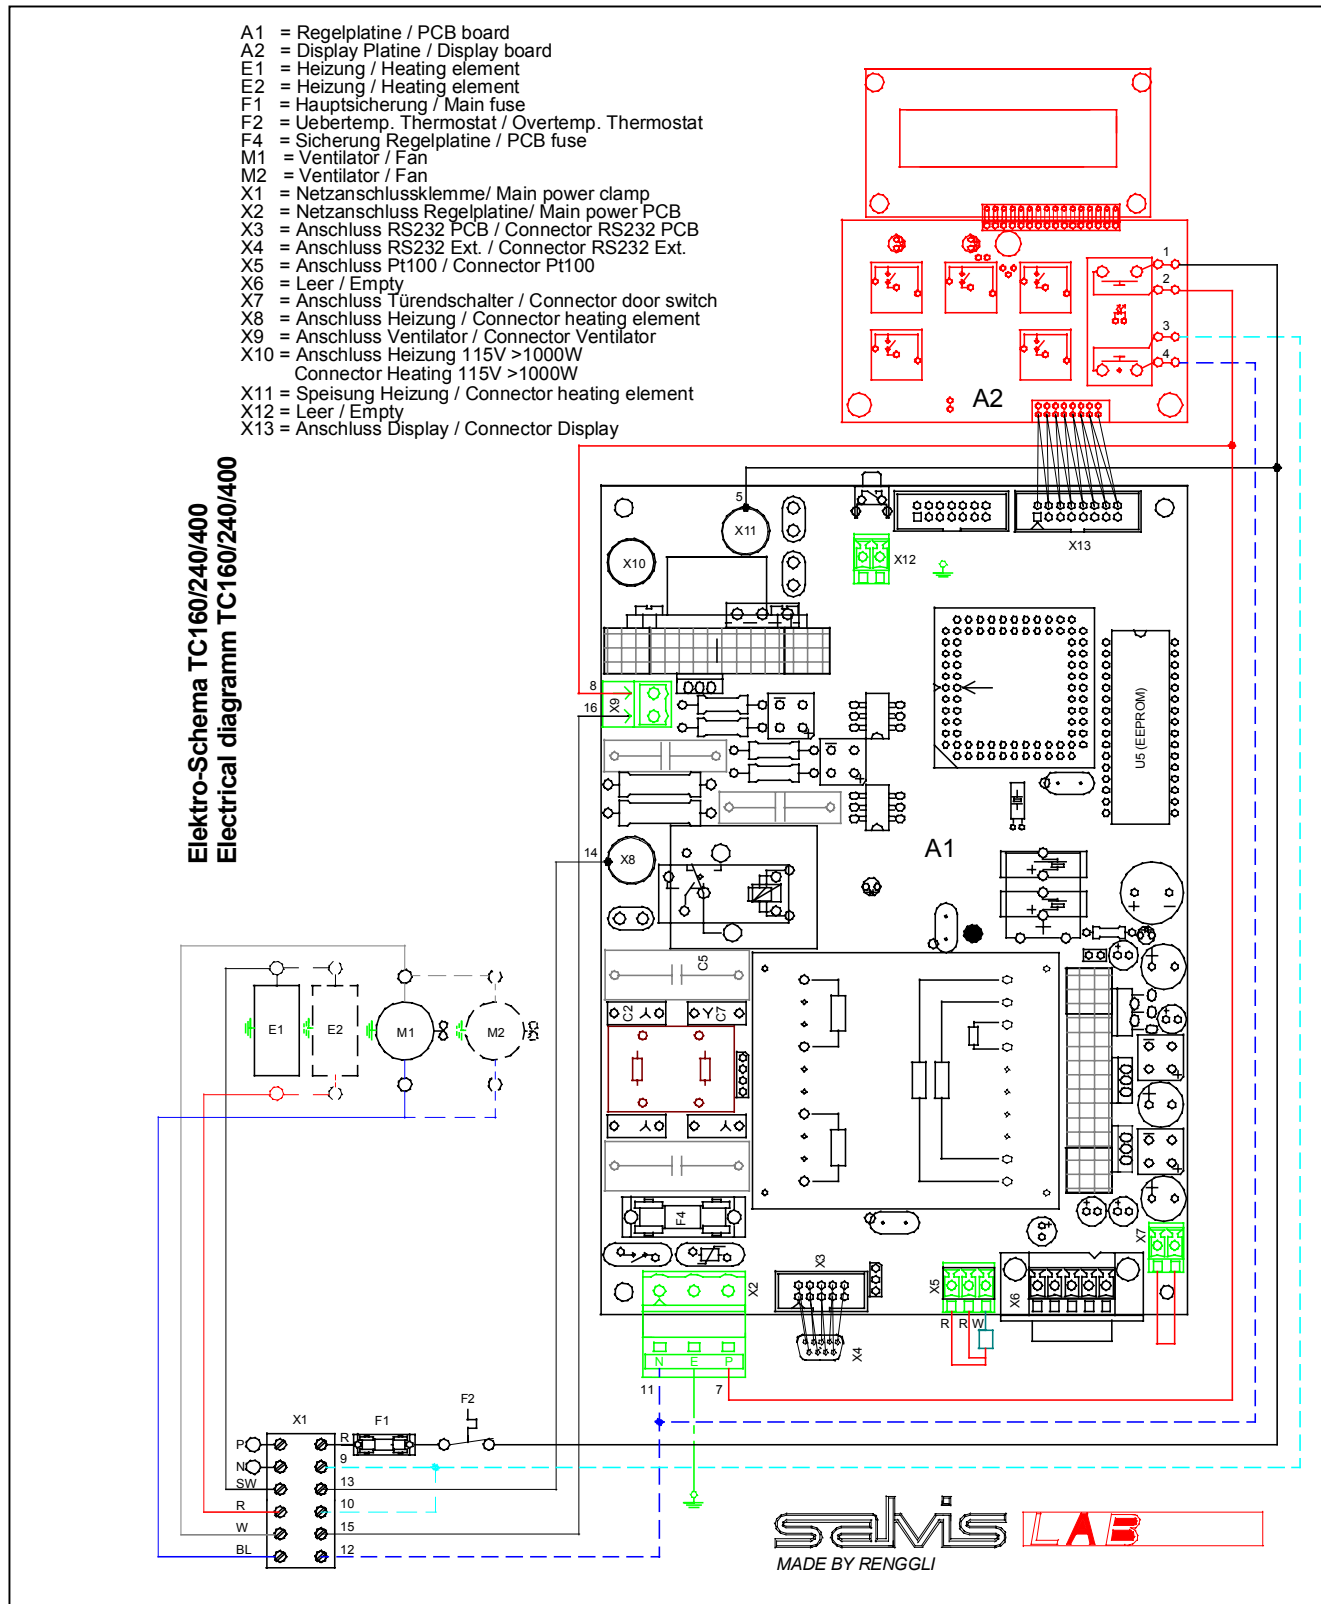 A1 = Regelplatine / PCB board
A2 = Display Platine / Display board
E1 = Heizung / Heating element
E2 = Heizung / Heating element
F1 = Hauptsicherung / Main fuse
F2 = Uebertemp. Thermostat / Overtemp. Thermostat
F4 = Sicherung Regelplatine / PCB fuse
M1 = Ventilator / Fan
M2 = Ventilator / Fan
X1 = Netzanschlussklemme/ Main power clamp
X2 = Netzanschluss Regelplatine/ Main power PCB
X3 = Anschluss RS232 PCB / Connector RS232 PCB
X4 = Anschluss RS232 Ext. / Connector RS232 Ext.
X5 = Anschluss Pt100 / Connector Pt100
X6 = Leer / Empty
X7 = Anschluss Türendschalter / Connector door switch
X8 = Anschluss Heizung / Connector heating element
X9 = Anschluss Ventilator / Connector Ventilator
X10 = Anschluss Heizung 115V >1000W
Connector Heating 115V >1000W
X11 = Speisung Heizung / Connector heating element
X12 = Leer / Empty
X13 = Anschluss Display / Connector Display
Elektro-Schema TC160/240/400
Electrical diagramm TC160/240/400
1
2
3
4
A2
5
X11
X10
X12
X13
8
16
X9
U5 (EEPROM)
A1
14
X8
C5
C2
C7
E1
E2
M1
M2
F4
X2
X3
X4
X5
X6
X7
R R W
N E P
11
7
X1
F1
F2
P
R
N
9
SW
13
R
10
W
15
BL
12
salvis LAB
MADE BY RENGGLI